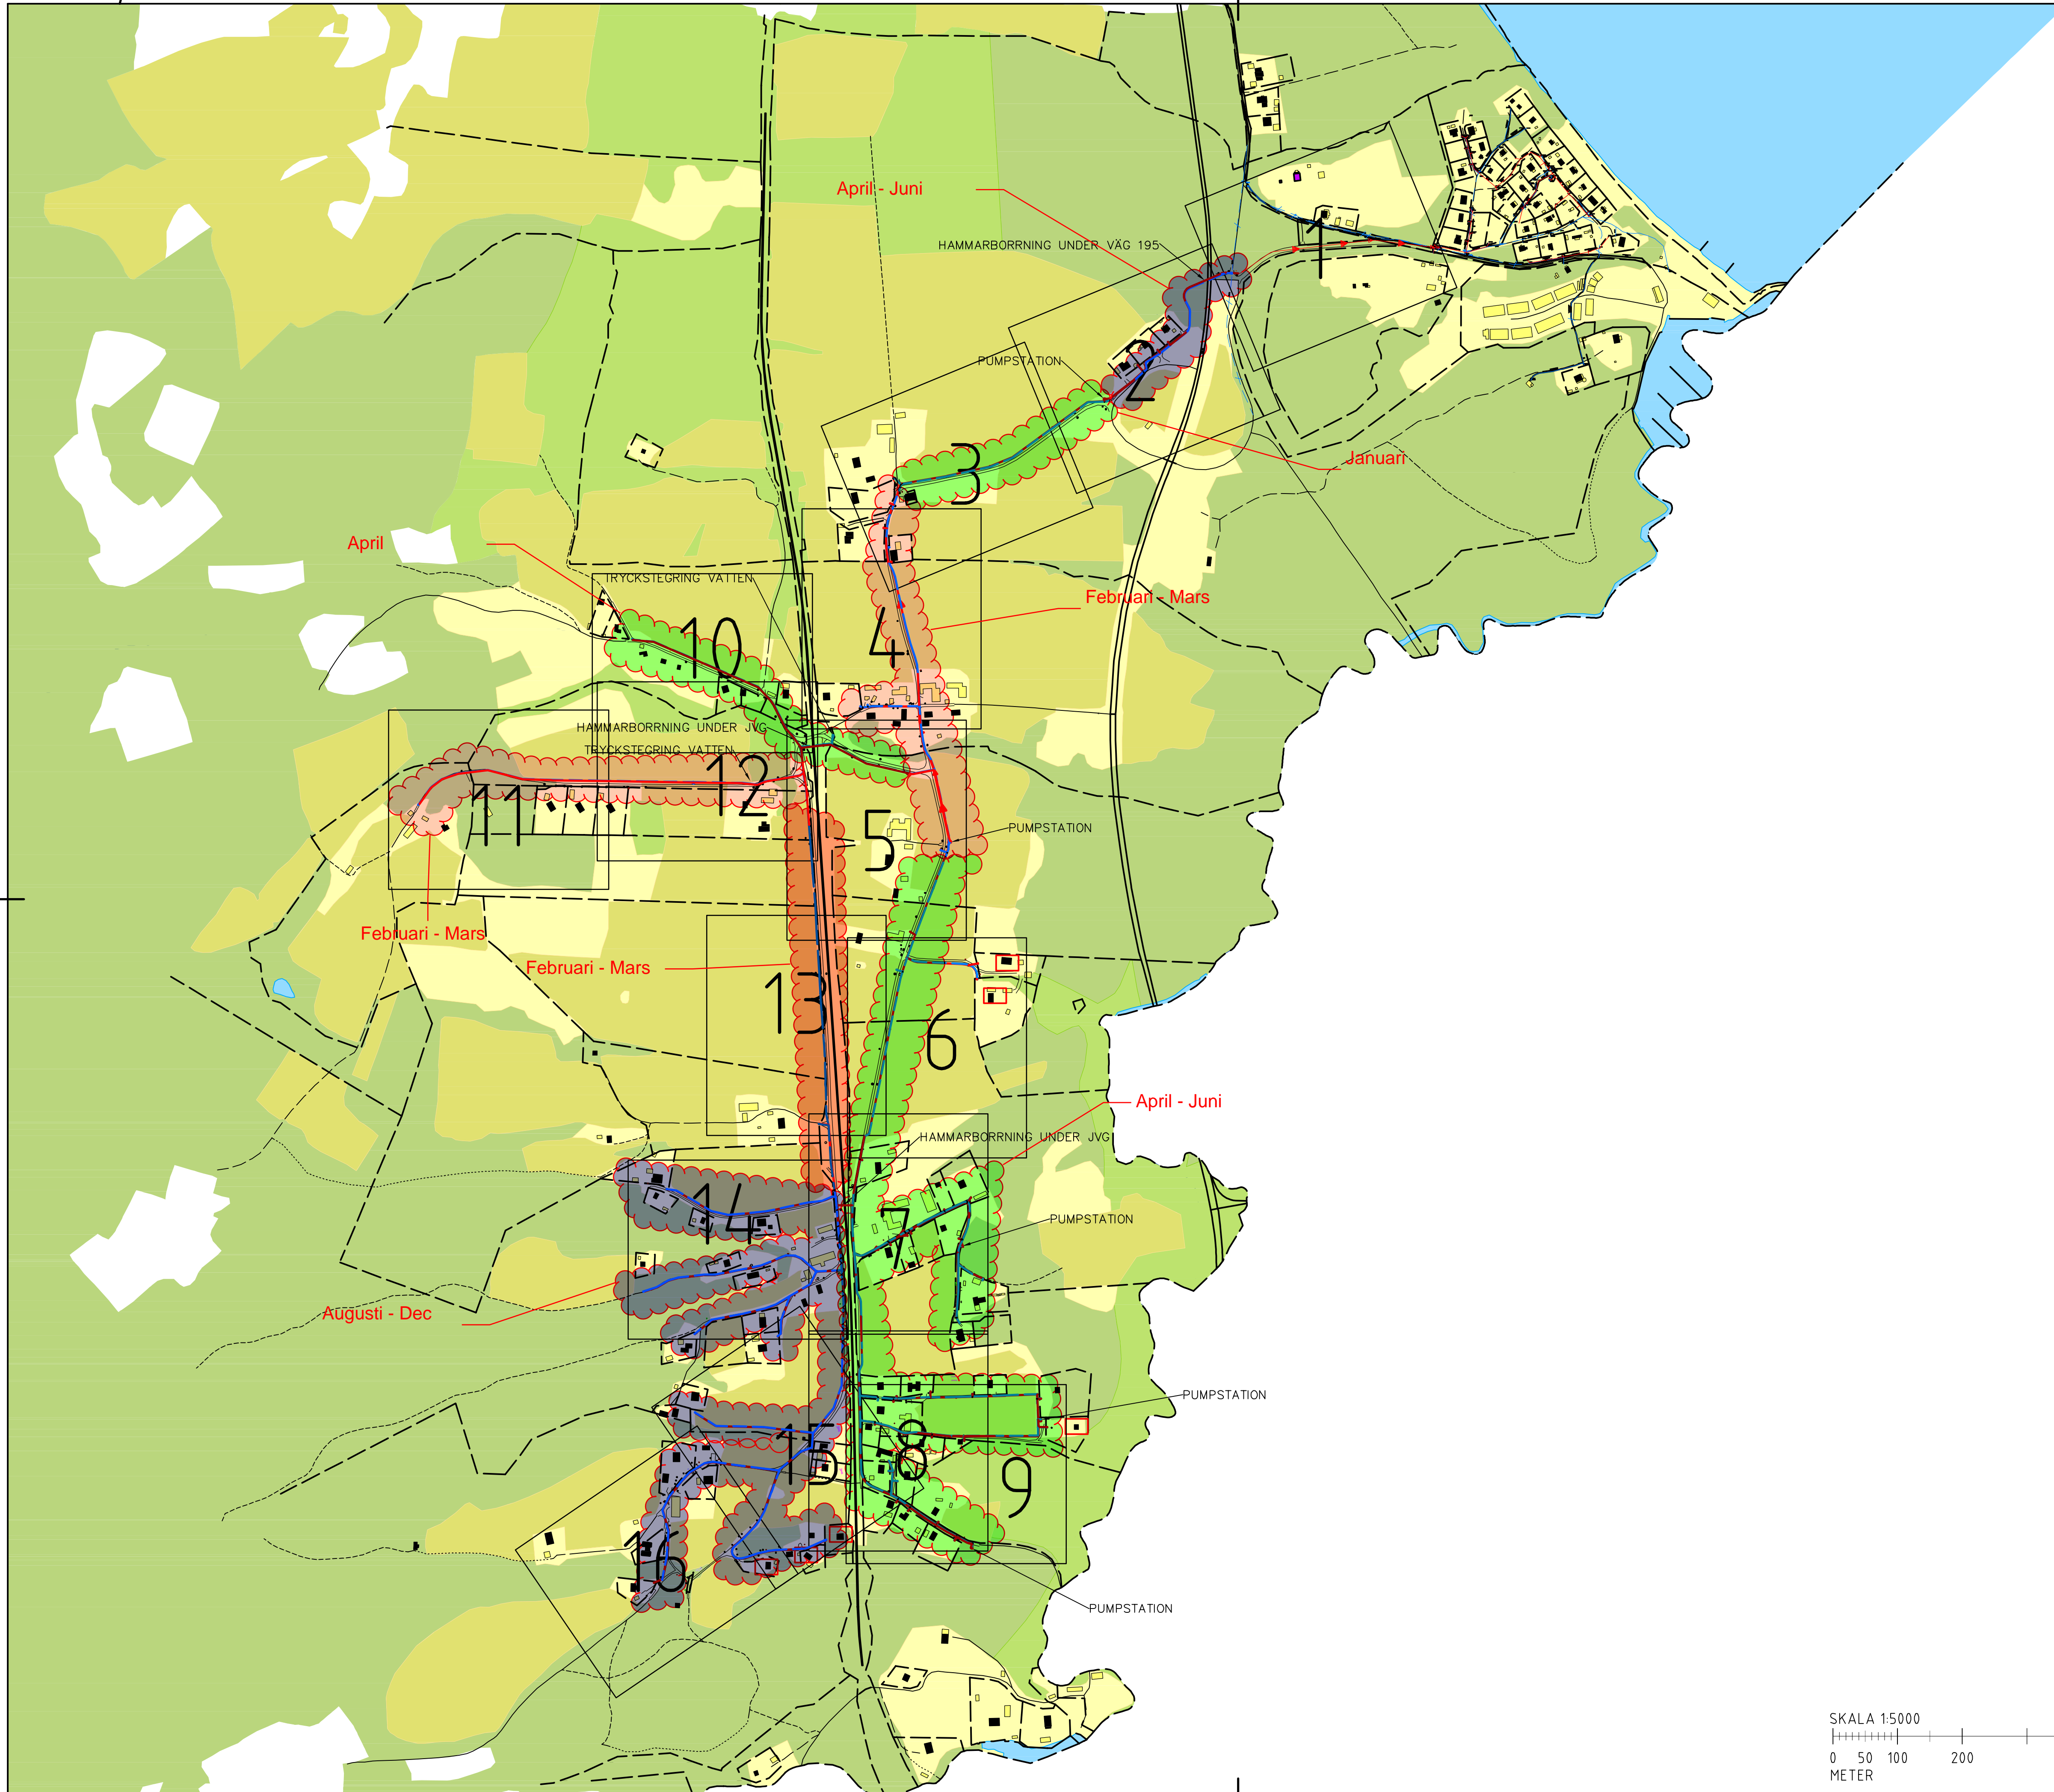 April - Juni
HAMMARBORRNING UNDER VÄG 195
1
PUMPSTATION
2
Januari
3
April
TRYCKSTEGRING VATTEN
Februari - Mars
10
4
HAMMARBORRNING UNDER JVG
TRYCKSTEGRING VATTEN
12
11
5
PUMPSTATION
Februari - Mars
Februari - Mars
13
6
April - Juni
HAMMARBORRNING UNDER JVG
14
7
PUMPSTATION
Augusti - Dec
PUMPSTATION
15
8
9
16
PUMPSTATION
SKALA 1:5000
0 50 100 200
METER